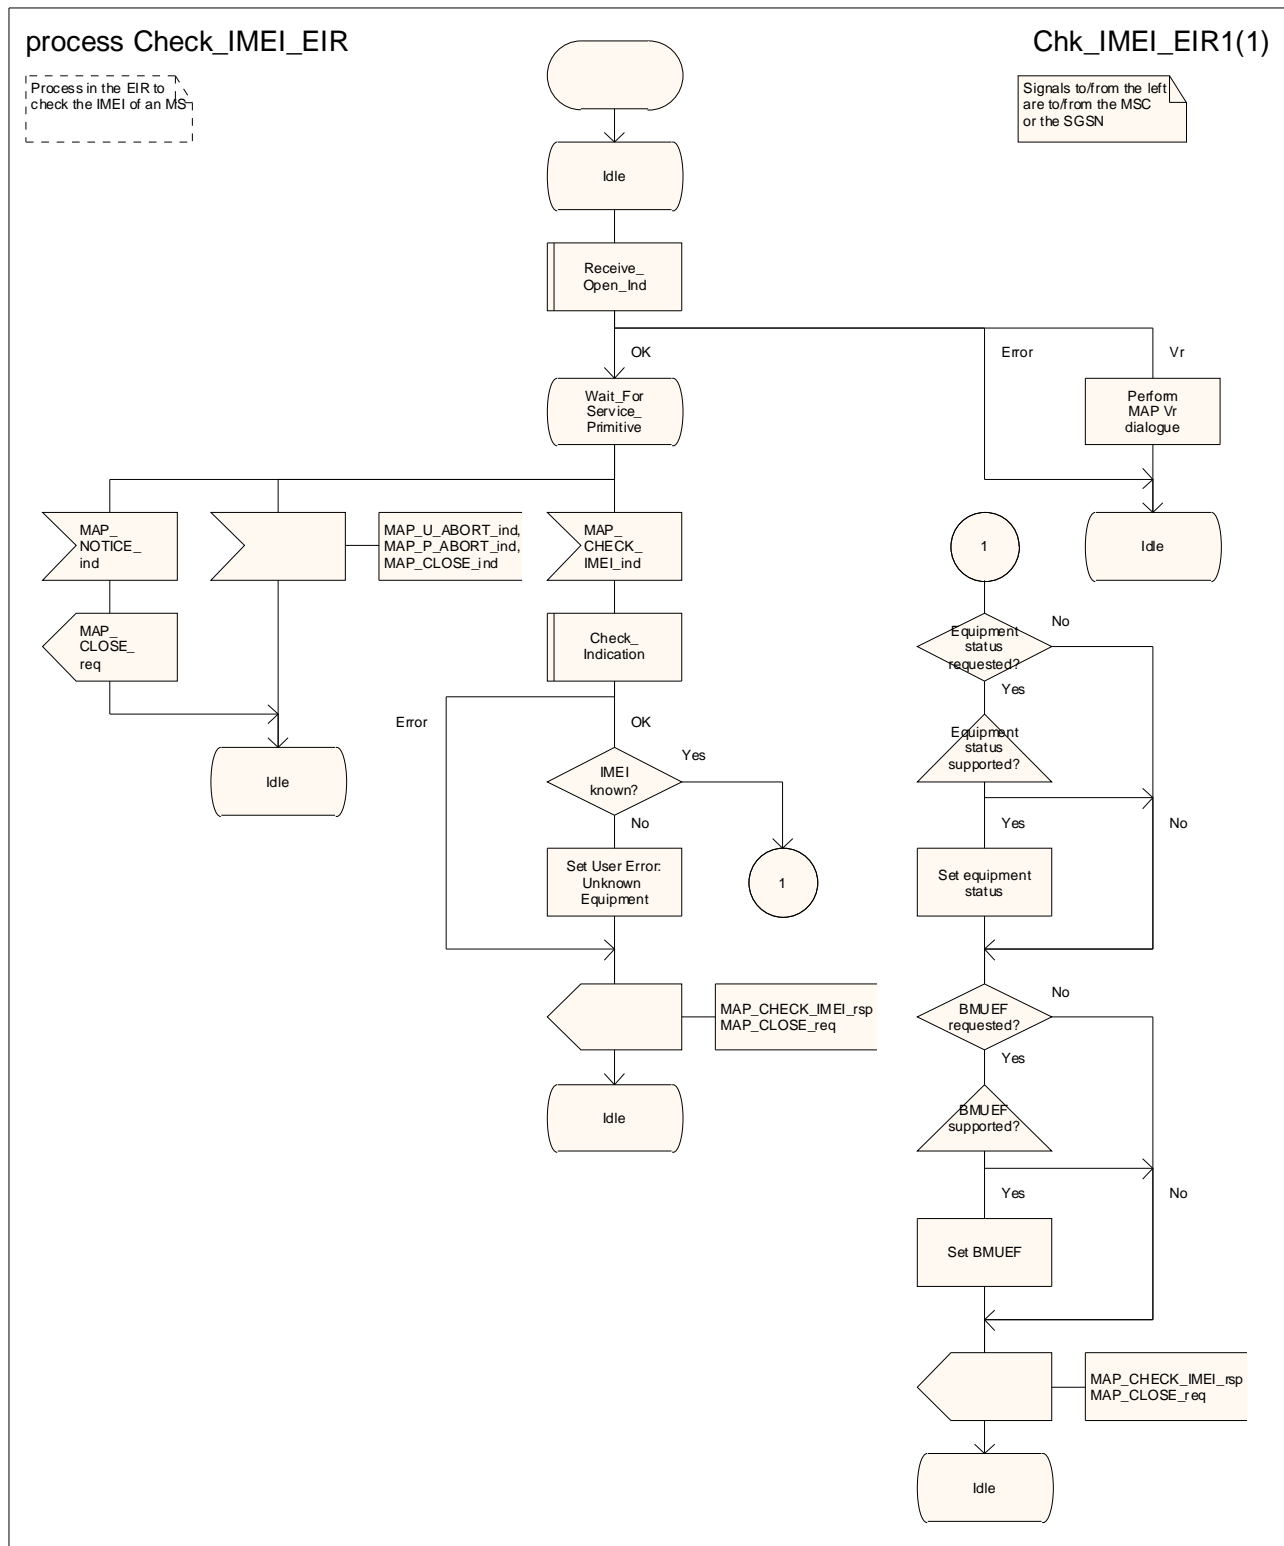 process Check_IMEI_EIR
Chk_IMEI_EIR1(1)
Process in the EIR to
check the IMEI of an MS
Signals to/from the left
are to/from the MSC
or the SGSN
Idle
Receive_
Open_Ind
OK
Error
Vr
Wait_For
Service_
Primitive
Perform
MAP Vr
dialogue
MAP_
NOTICE_
ind
MAP_U_ABORT_ind,
MAP_P_ABORT_ind,
MAP_CLOSE_ind
MAP_
CHECK_
IMEI_ind
1
Idle
MAP_
CLOSE_
req
Check_
Indication
Equipment
status
requested?
No
Yes
Error
OK
Idle
IMEI
known?
Yes
No
Equipment
status
supported?
Yes
No
Set User Error:
Unknown
Equipment
1
Set equipment
status
MAP_CHECK_IMEI_rsp
MAP_CLOSE_req
BMUEF
requested?
No
Yes
Idle
BMUEF
supported?
Yes
No
Set BMUEF
MAP_CHECK_IMEI_rsp
MAP_CLOSE_req
Idle